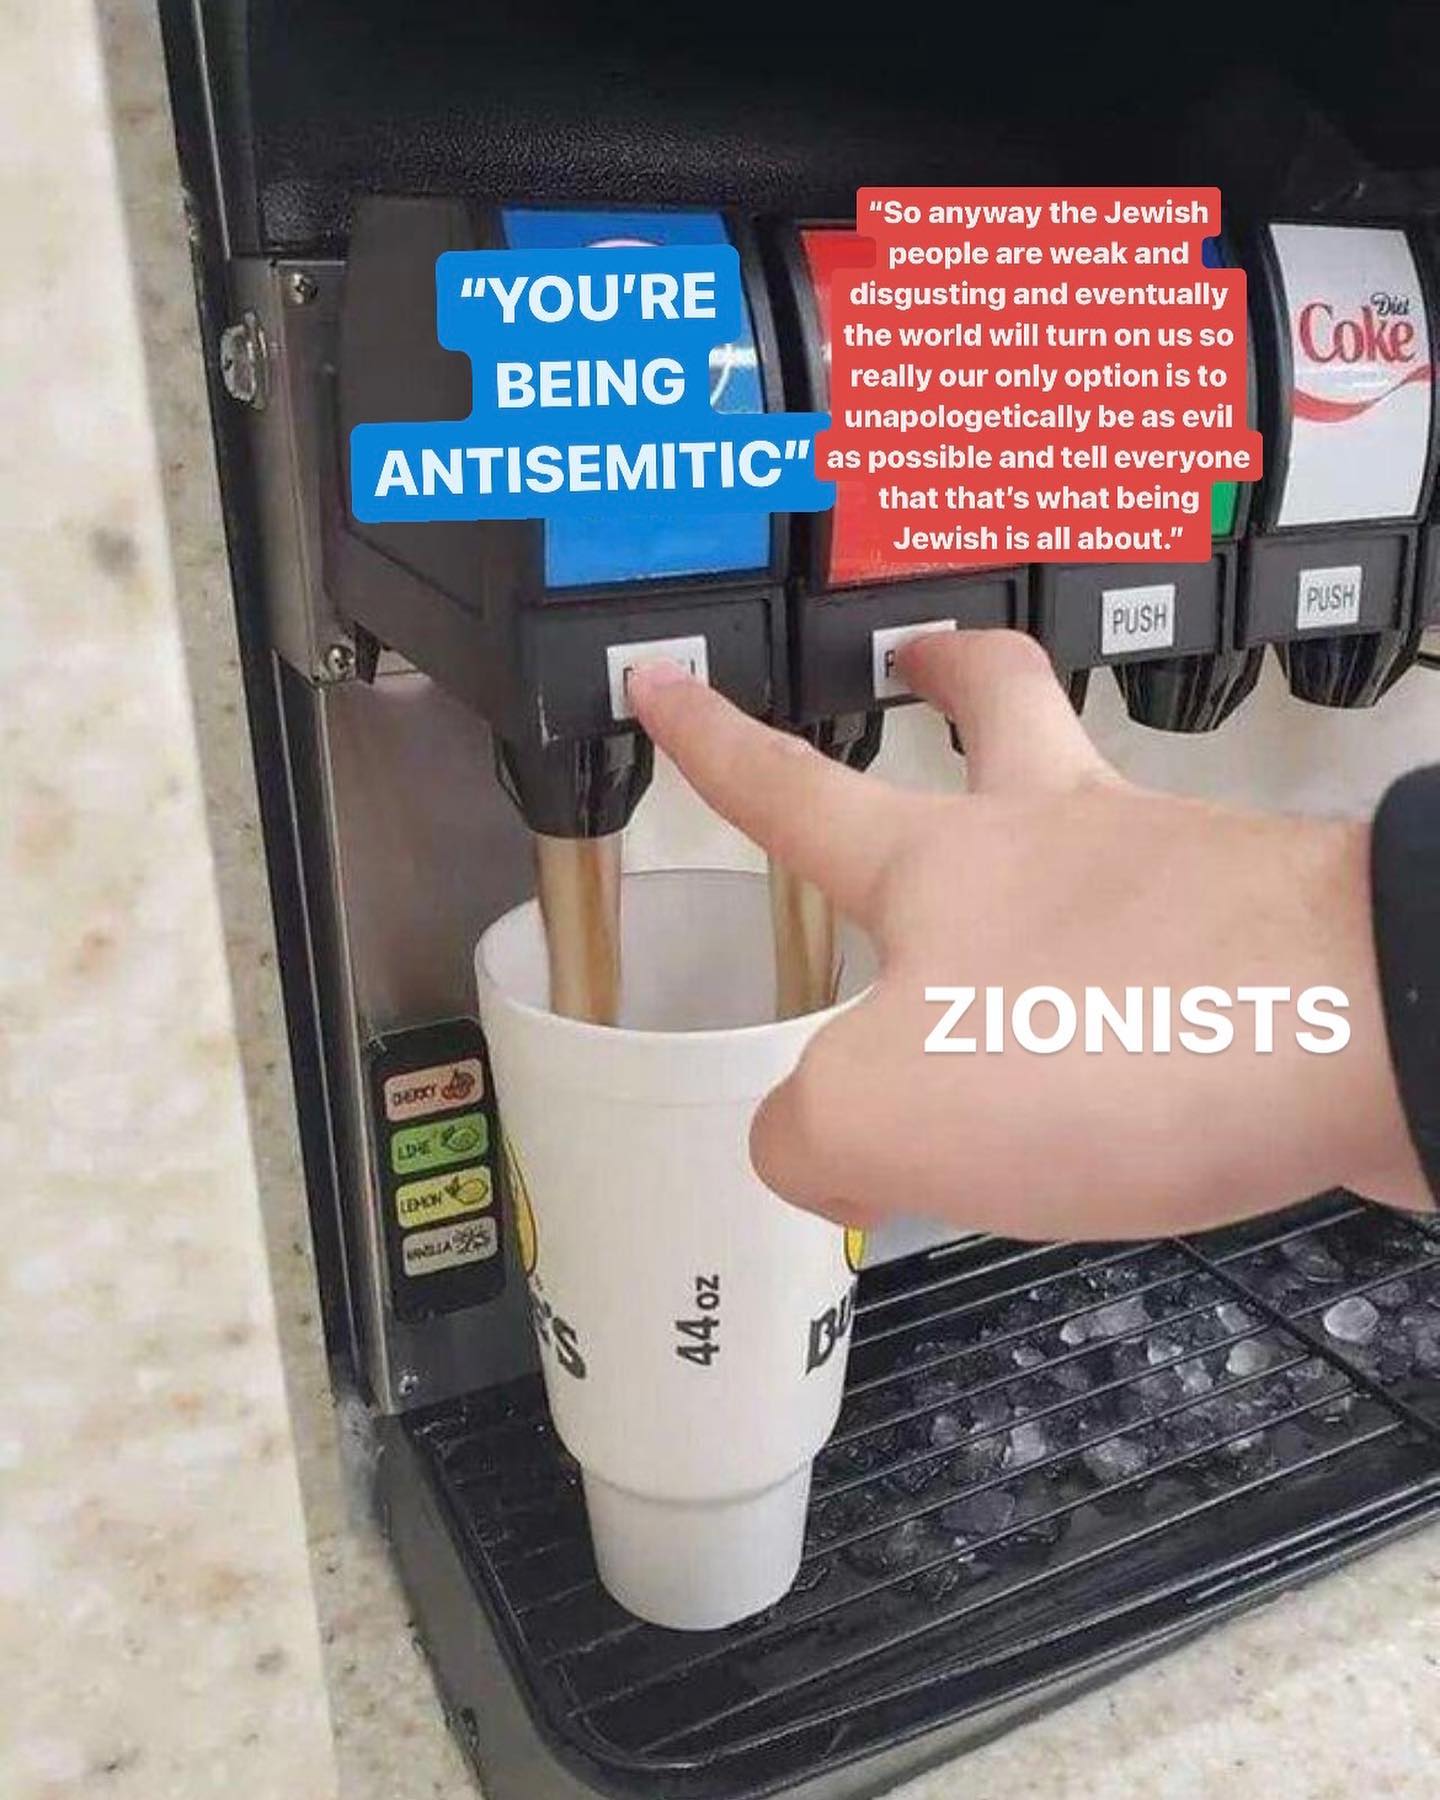 "YOU'RE
BEING
ANTISEMITIC"
"So anyway the Jewish
people are weak and
disgusting and eventually
the world will turn on us so
really our only option is to
unapologetically be as evil
as possible and tell everyone
that that's what being
Jewish is all about."
Diet
Coke
PUSH
PUSH
ZIONISTS
CHERRY
LIME
LEMON
VANILLA
44 oz